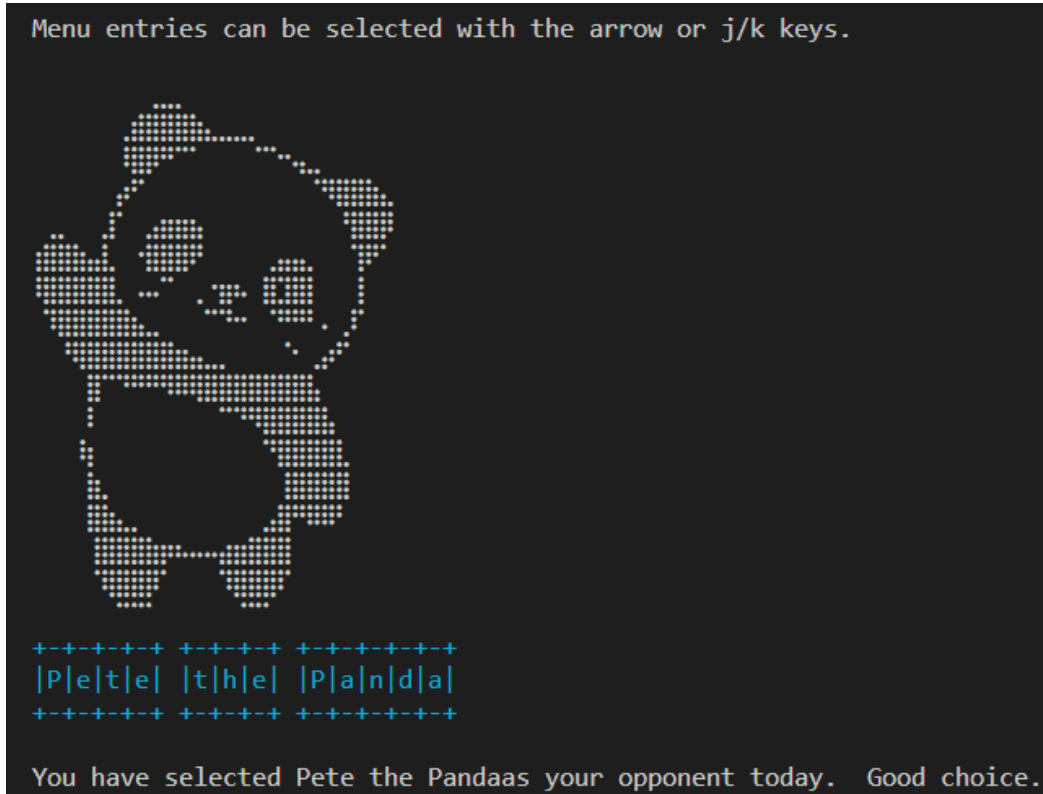 Menu entries can be selected with the arrow or j/k keys.
+-+-+-+-+ +-+-+-+ +-+-+-+-+-+
|P|e|t|e| |t|h|e| |P|a|n|d|a|
+-+-+-+-+ +-+-+-+ +-+-+-+-+-+
You have selected Pete the Pandaas your opponent today.  Good choice.